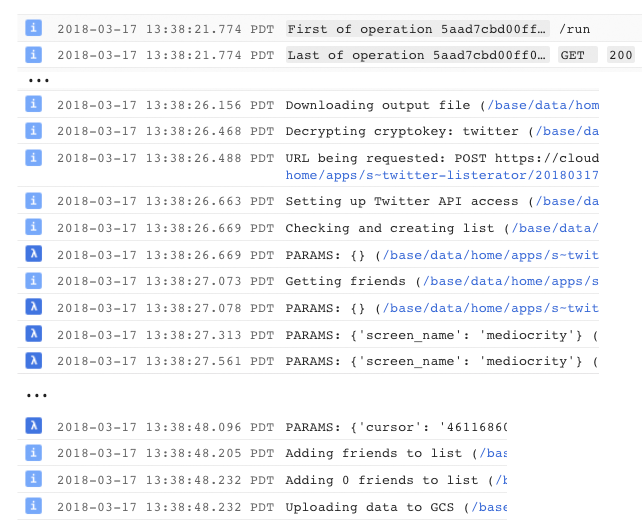 i 2018-03-17 13:38:21.774 PDT First of operation 5aad7cbd00ff… /run
i 2018-03-17 13:38:21.774 PDT Last of operation 5aad7cbd00ff0… GET 200
...
i 2018-03-17 13:38:26.156 PDT Downloading output file (/base/data/hom
i 2018-03-17 13:38:26.468 PDT Decrypting cryptokey: twitter (/base/da
i 2018-03-17 13:38:26.488 PDT URL being requested: POST https://cloud
home/apps/s~twitter-listerator/20180317
i 2018-03-17 13:38:26.663 PDT Setting up Twitter API access (/base/da
i 2018-03-17 13:38:26.669 PDT Checking and creating list (/base/data/
λ 2018-03-17 13:38:26.669 PDT PARAMS: {} (/base/data/home/apps/s~twit
i 2018-03-17 13:38:27.073 PDT Getting friends (/base/data/home/apps/s
λ 2018-03-17 13:38:27.078 PDT PARAMS: {} (/base/data/home/apps/s~twit
λ 2018-03-17 13:38:27.313 PDT PARAMS: {'screen_name': 'mediocrity'} (
λ 2018-03-17 13:38:27.561 PDT PARAMS: {'screen_name': 'mediocrity'} (
...
λ 2018-03-17 13:38:48.096 PDT PARAMS: {'cursor': '46116860
i 2018-03-17 13:38:48.205 PDT Adding friends to list (/bas
i 2018-03-17 13:38:48.232 PDT Adding 0 friends to list (/b
i 2018-03-17 13:38:48.232 PDT Uploading data to GCS (/base